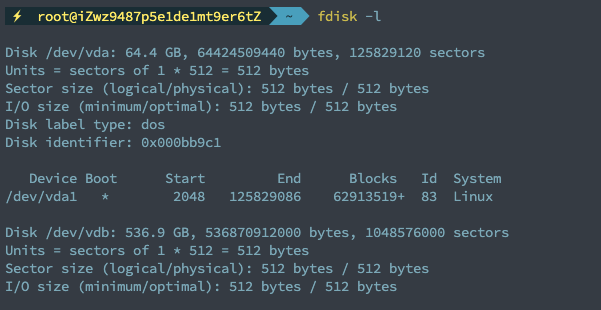 ⚡ root@iZwz9487p5e1de1mt9er6tZ ~ fdisk -l
Disk /dev/vda: 64.4 GB, 64424509440 bytes, 125829120 sectors
Units = sectors of 1 * 512 = 512 bytes
Sector size (logical/physical): 512 bytes / 512 bytes
I/O size (minimum/optimal): 512 bytes / 512 bytes
Disk label type: dos
Disk identifier: 0x000bb9c1
Device Boot Start End Blocks Id System
/dev/vda1 * 2048 125829086 62913519+ 83 Linux
Disk /dev/vdb: 536.9 GB, 536870912000 bytes, 1048576000 sectors
Units = sectors of 1 * 512 = 512 bytes
Sector size (logical/physical): 512 bytes / 512 bytes
I/O size (minimum/optimal): 512 bytes / 512 bytes